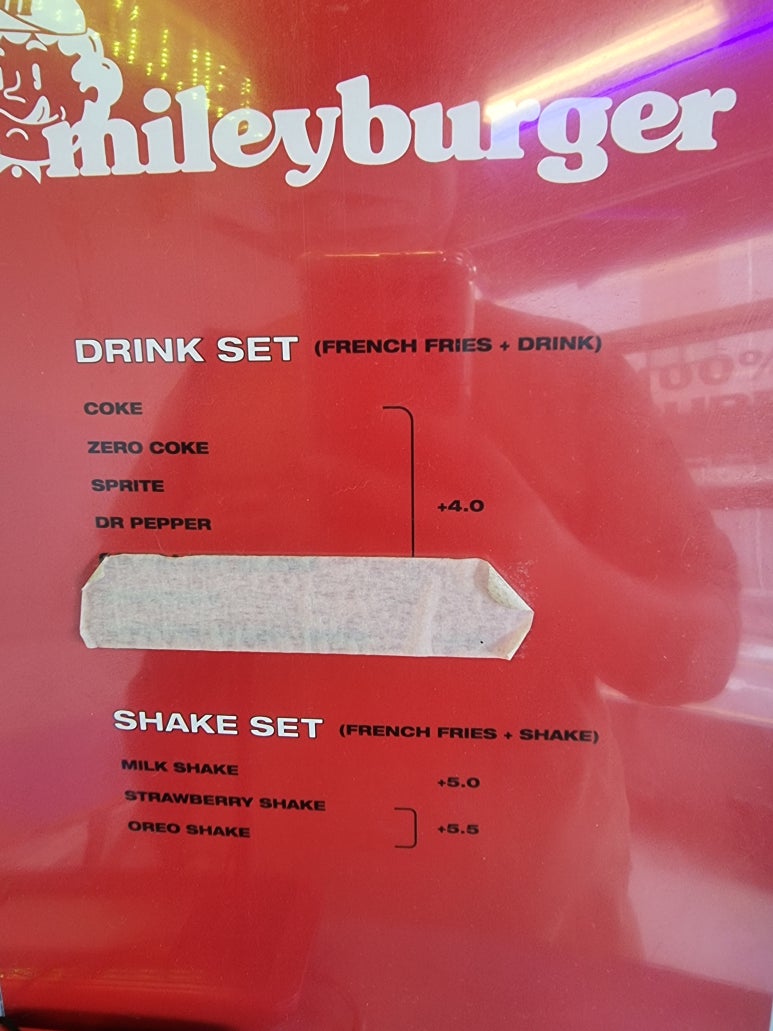 Smileyburger
DRINK SET (FRENCH FRIES + DRINK)
COKE
ZERO COKE
SPRITE
+4.0
DR PEPPER
SHAKE SET (FRENCH FRIES + SHAKE)
MILK SHAKE
+5.0
STRAWBERRY SHAKE
OREO SHAKE
+5.5